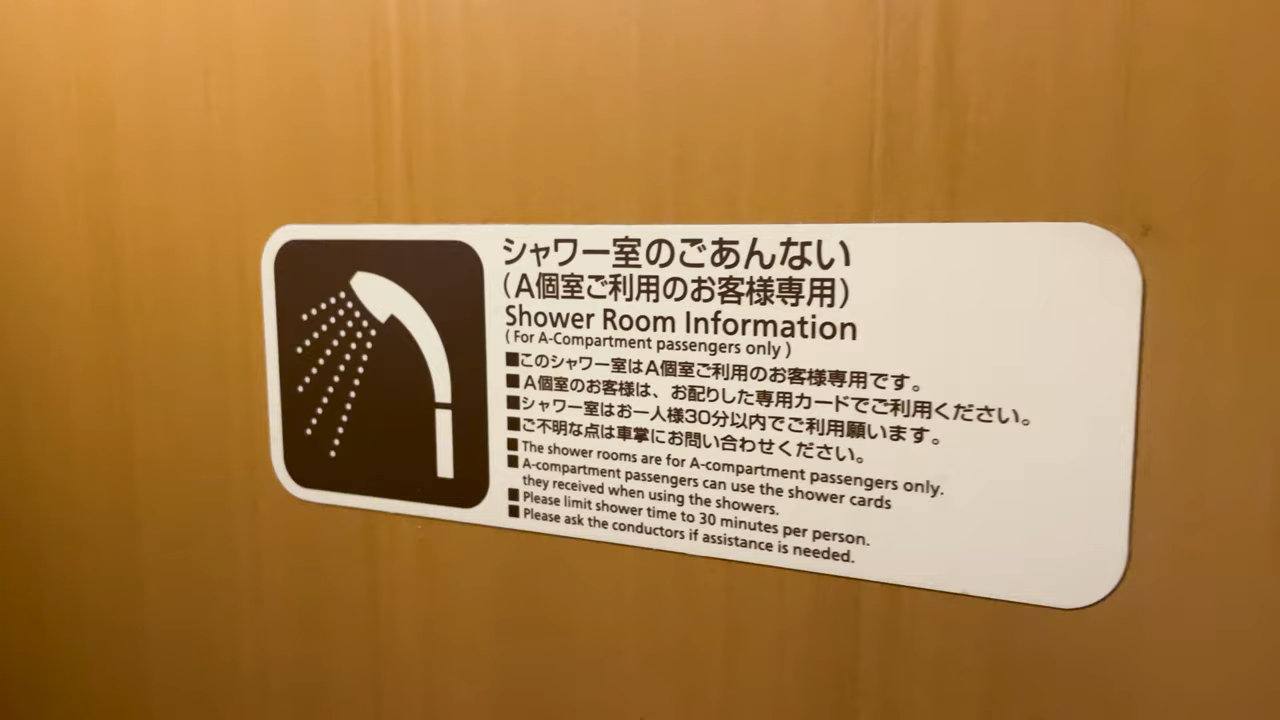 シャワー室のごあんない
(A個室ご利用のお客様専用)
Shower Room Information
( For A-Compartment passengers only )
■このシャワー室はA個室ご利用のお客様専用です。
■A個室のお客様は、お配りした専用カードでご利用ください。
■シャワー室はお一人様30分以内でご利用願います。
■ご不明な点は車掌にお問い合わせください。
■The shower rooms are for A-compartment passengers only.
■A-compartment passengers can use the shower cards
they received when using the showers.
■Please limit shower time to 30 minutes per person.
■Please ask the conductors if assistance is needed.